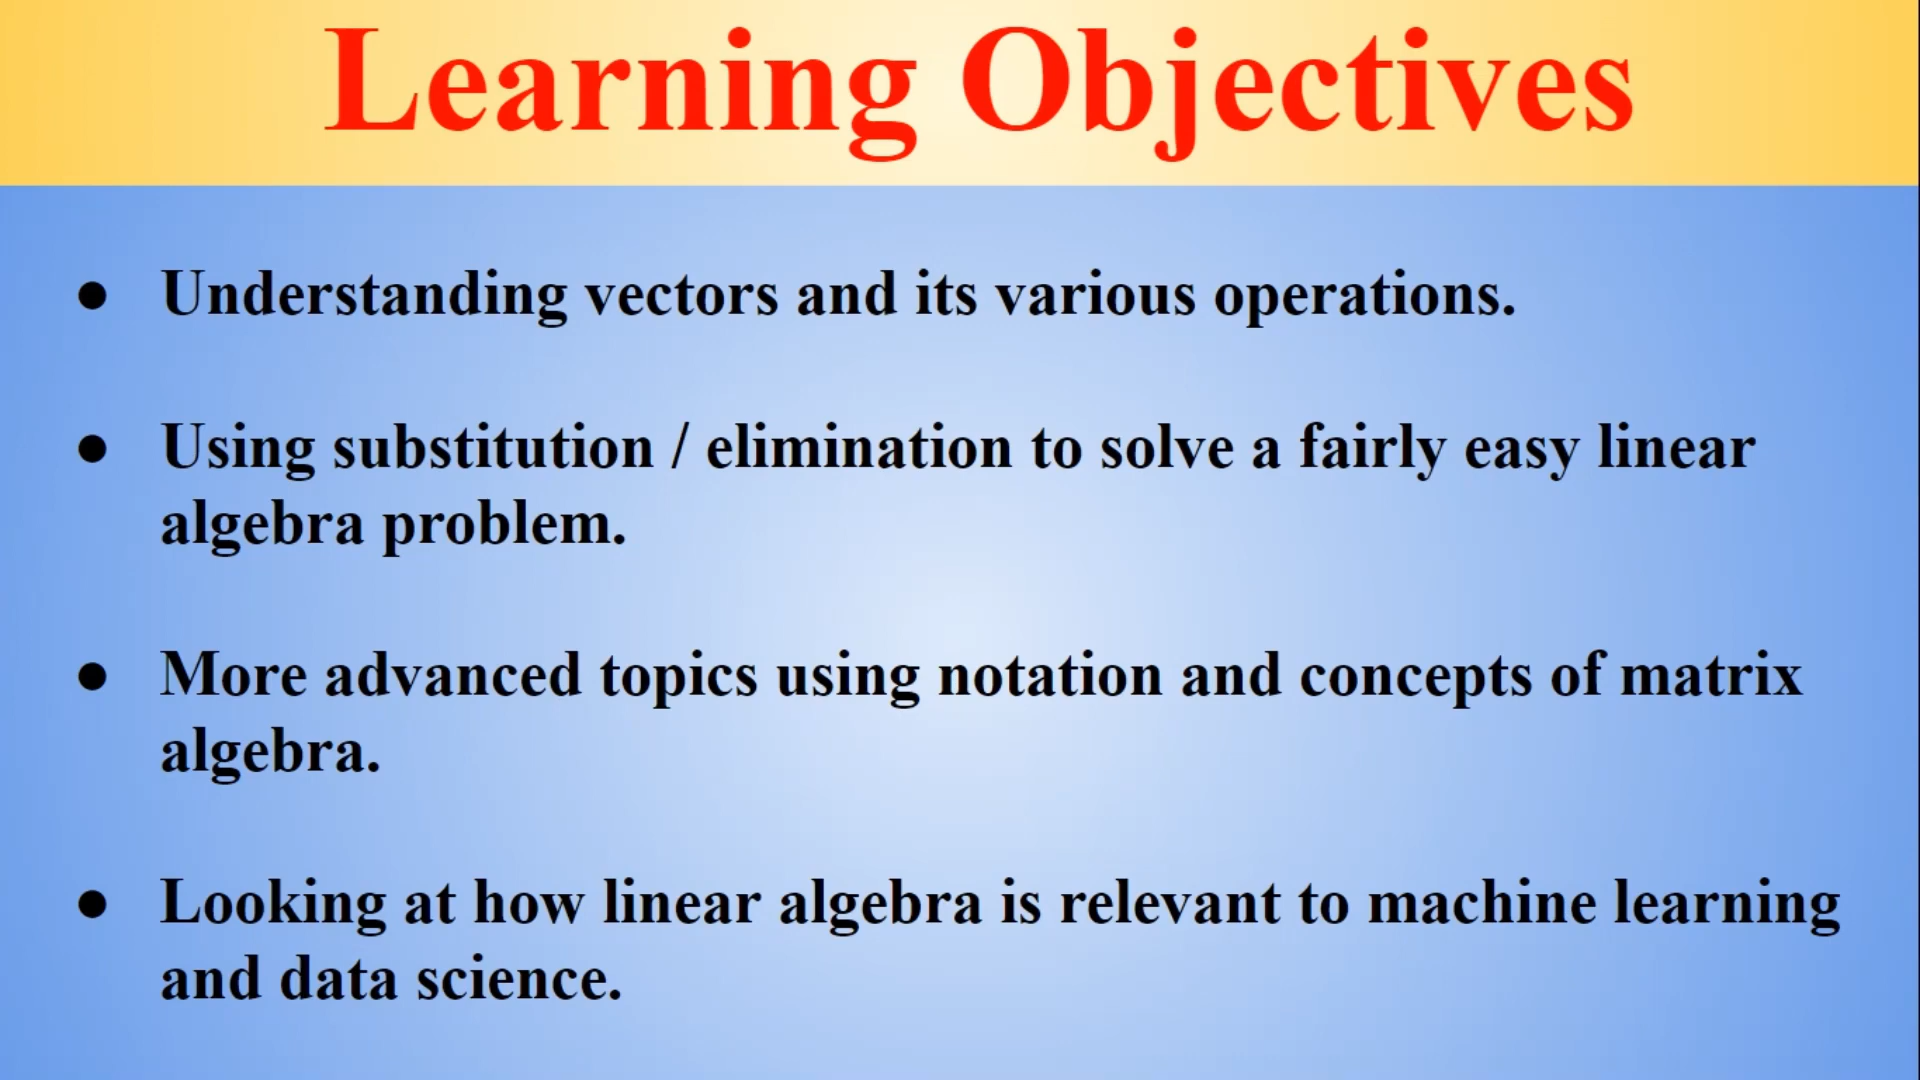 Learning Objectives
● Understanding vectors and its various operations.
● Using substitution / elimination to solve a fairly easy linear
algebra problem.
● More advanced topics using notation and concepts of matrix
algebra.
● Looking at how linear algebra is relevant to machine learning
and data science.